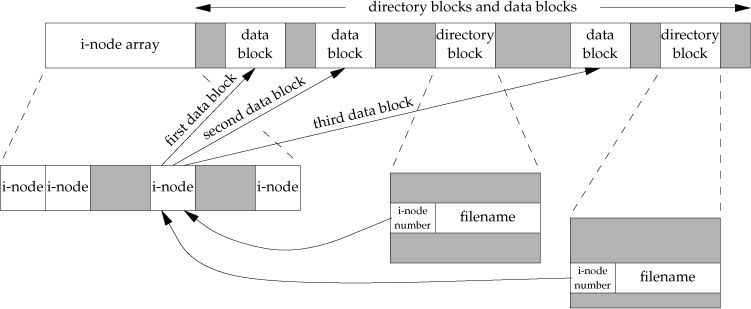 directory blocks and data blocks
i-node array
data
block
data
block
directory
block
data
block
directory
block
first data block
second data block
third data block
i-node
i-node
i-node
i-node
i-node
number
filename
i-node
number
filename